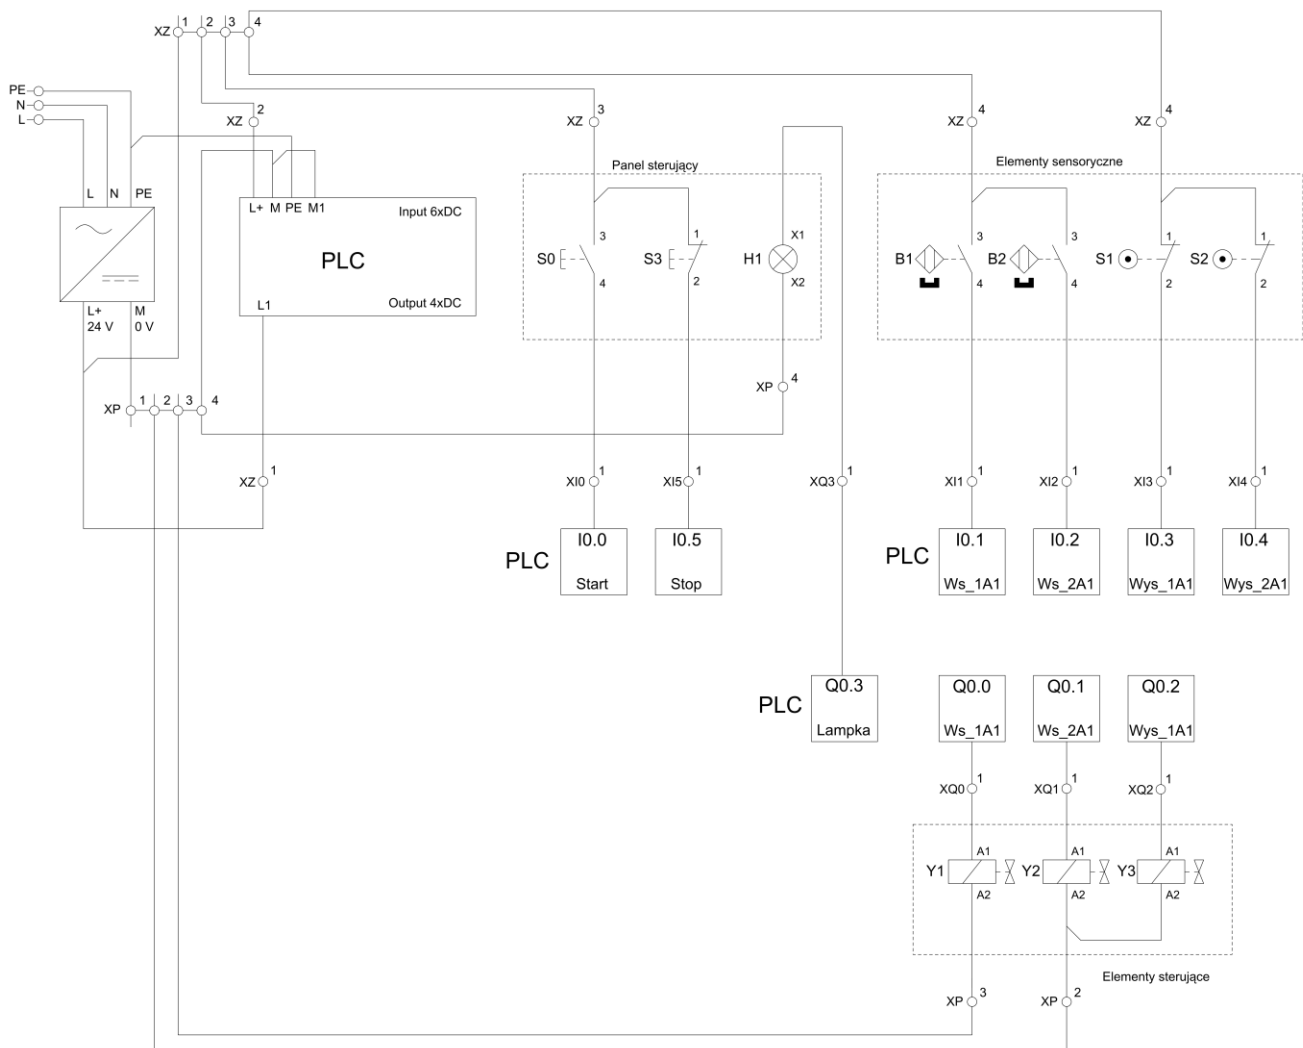 XZ 1 2 3 4
PE
N
L
XZ 2
XZ 3
XZ 4
XZ 4
Panel sterujący
Elementy sensoryczne
L N PE
L+ M PE M1
Input 6xDC
PLC
Output 4xDC
L1
L+ M
24 V 0 V
S0 3 4
S3 1 2
H1 X1 X2
B1 3 4
B2 3 4
S1 1 2
S2 1 2
XP 4
XP 1 2 3 4
XZ 1
XI0 1
XI5 1
XQ3 1
XI1 1
XI2 1
XI3 1
XI4 1
PLC
I0.0
Start
I0.5
Stop
PLC
I0.1
Ws_1A1
I0.2
Ws_2A1
I0.3
Wys_1A1
I0.4
Wys_2A1
PLC
Q0.3
Lampka
Q0.0
Ws_1A1
Q0.1
Ws_2A1
Q0.2
Wys_1A1
XQ0 1
XQ1 1
XQ2 1
Y1 A1 A2
Y2 A1 A2
Y3 A1 A2
Elementy sterujące
XP 3
XP 2